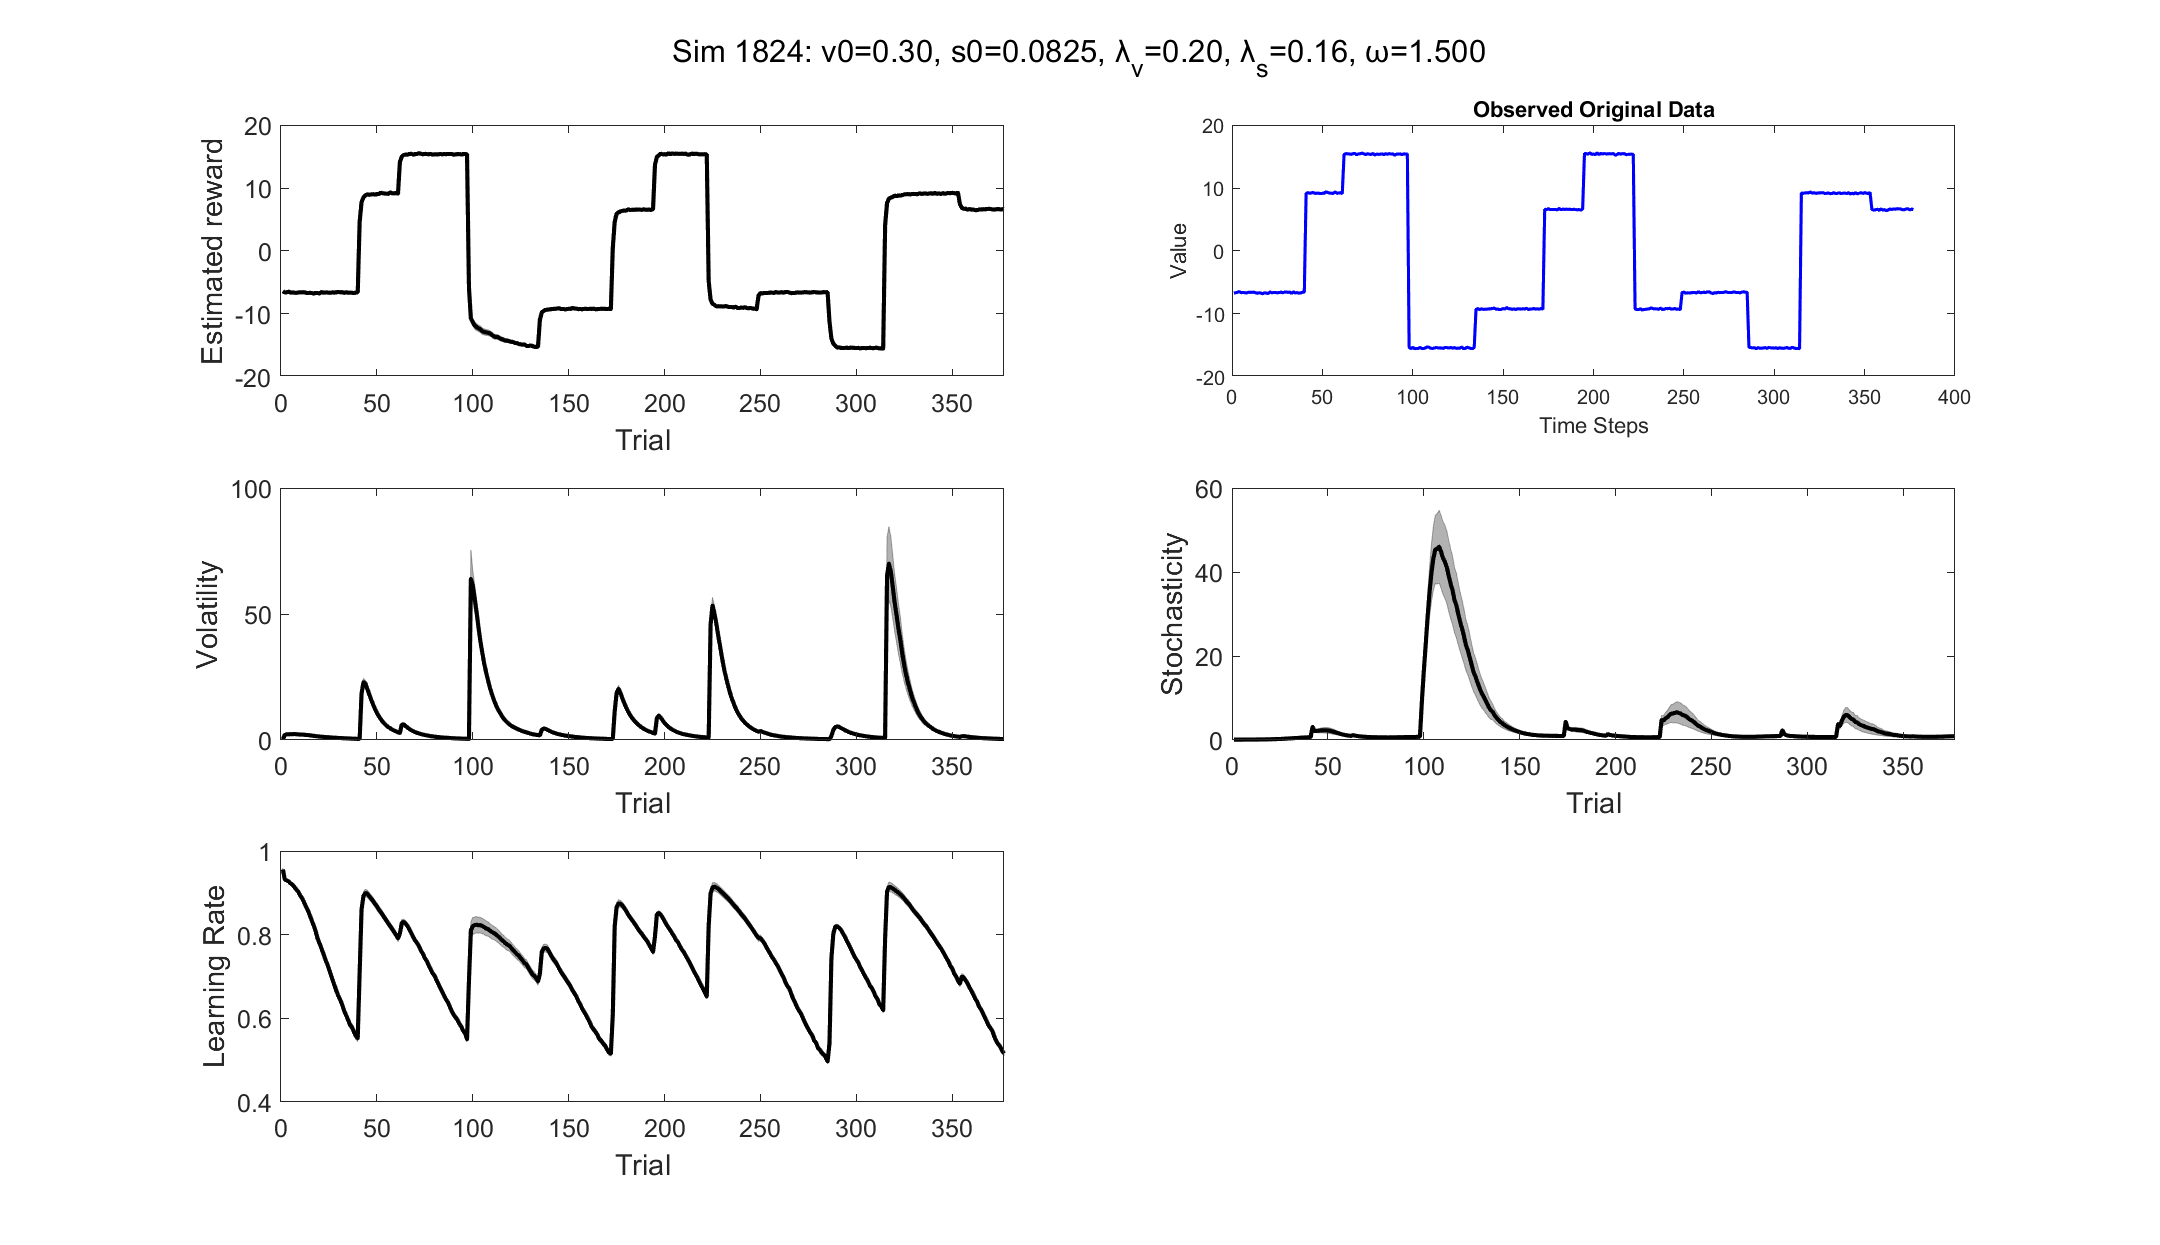 Sim 1824: v0=0.30, s0=0.0825, λv=0.20, λs=0.16, ω=1.500
Estimated reward
20
10
0
-10
-20
0 50 100 150 200 250 300 350
Trial
Observed Original Data
Value
20
10
0
-10
-20
0 50 100 150 200 250 300 350 400
Time Steps
Volatility
100
50
0
0 50 100 150 200 250 300 350
Trial
Stochasticity
60
40
20
0
0 50 100 150 200 250 300 350
Trial
Learning Rate
1
0.8
0.6
0.4
0 50 100 150 200 250 300 350
Trial